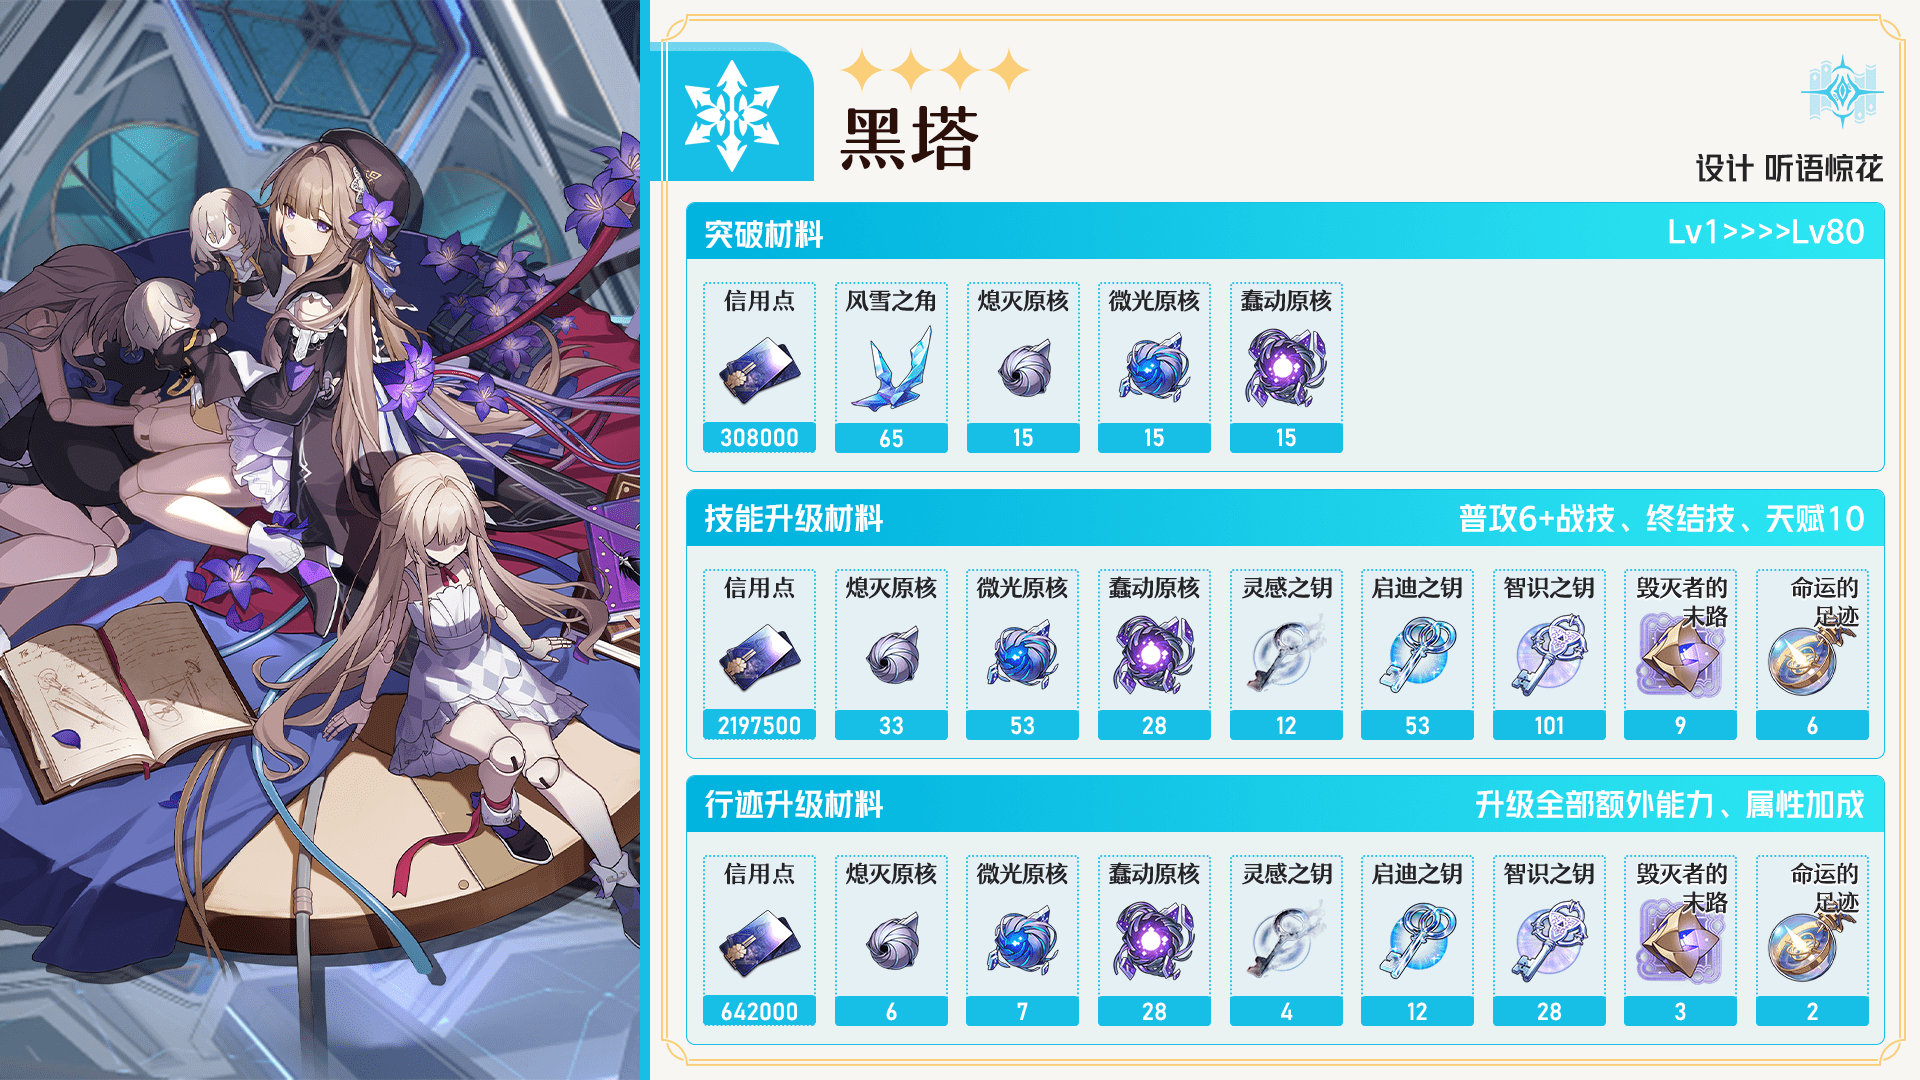 黑塔
设计 听语惊花
突破材料 Lv1>>>>Lv80
信用点 风雪之角 熄灭原核 微光原核 蠢动原核
308000 65 15 15 15
技能升级材料 普攻6+战技、终结技、天赋10
信用点 熄灭原核 微光原核 蠢动原核 灵感之钥 启迪之钥 智识之钥 毁灭者的 命运的
末路 足迹
2197500 33 53 28 12 53 101 9 6
行迹升级材料 升级全部额外能力、属性加成
信用点 熄灭原核 微光原核 蠢动原核 灵感之钥 启迪之钥 智识之钥 毁灭者的 命运的
末路 足迹
642000 6 7 28 4 12 28 3 2